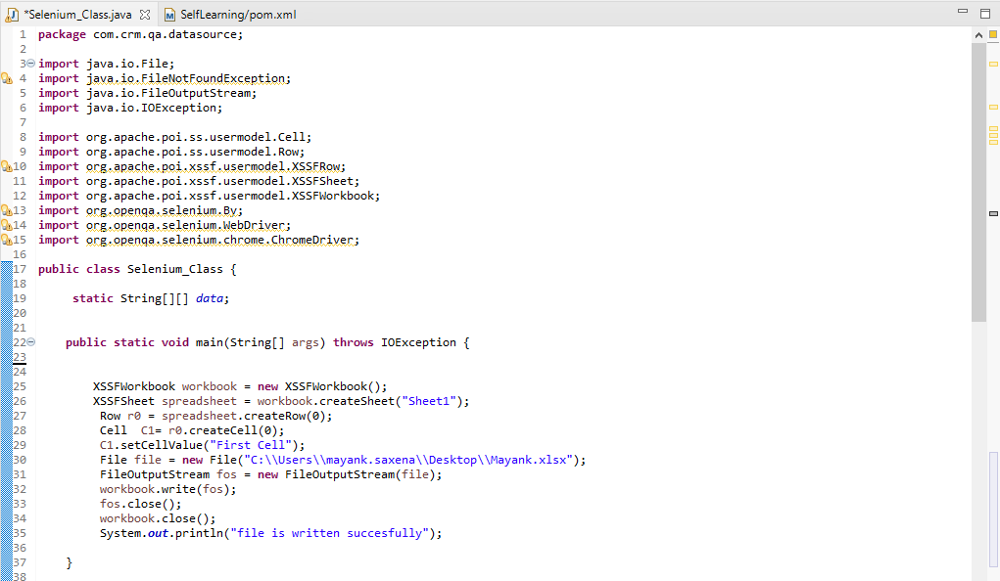 *Selenium_Class.java SelfLearning/pom.xml
1 package com.crm.qa.datasource;
2
3 import java.io.File;
4 import java.io.FileNotFoundException;
5 import java.io.FileOutputStream;
6 import java.io.IOException;
7
8 import org.apache.poi.ss.usermodel.Cell;
9 import org.apache.poi.ss.usermodel.Row;
10 import org.apache.poi.xssf.usermodel.XSSFRow;
11 import org.apache.poi.xssf.usermodel.XSSFSheet;
12 import org.apache.poi.xssf.usermodel.XSSFWorkbook;
13 import org.openqa.selenium.By;
14 import org.openqa.selenium.WebDriver;
15 import org.openqa.selenium.chrome.ChromeDriver;
16
17 public class Selenium_Class {
18
19 static String[][] data;
20
21
22 public static void main(String[] args) throws IOException {
23
24
25 XSSFWorkbook workbook = new XSSFWorkbook();
26 XSSFSheet spreadsheet = workbook.createSheet("Sheet1");
27 Row r0 = spreadsheet.createRow(0);
28 Cell C1= r0.createCell(0);
29 C1.setCellValue("First Cell");
30 File file = new File("C:\\Users\\mayank.saxena\\Desktop\\Mayank.xlsx");
31 FileOutputStream fos = new FileOutputStream(file);
32 workbook.write(fos);
33 fos.close();
34 workbook.close();
35 System.out.println("file is written succesfully");
36
37 }
38